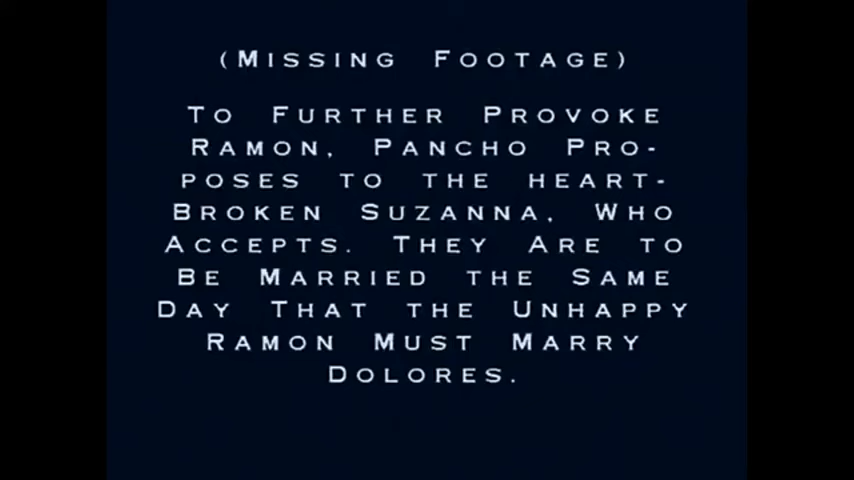 (Missing Footage)
To Further Provoke
Ramon, Pancho Pro-
poses to the heart-
Broken Suzanna, Who
Accepts. They Are to
Be Married the Same
Day That the Unhappy
Ramon Must Marry
Dolores.